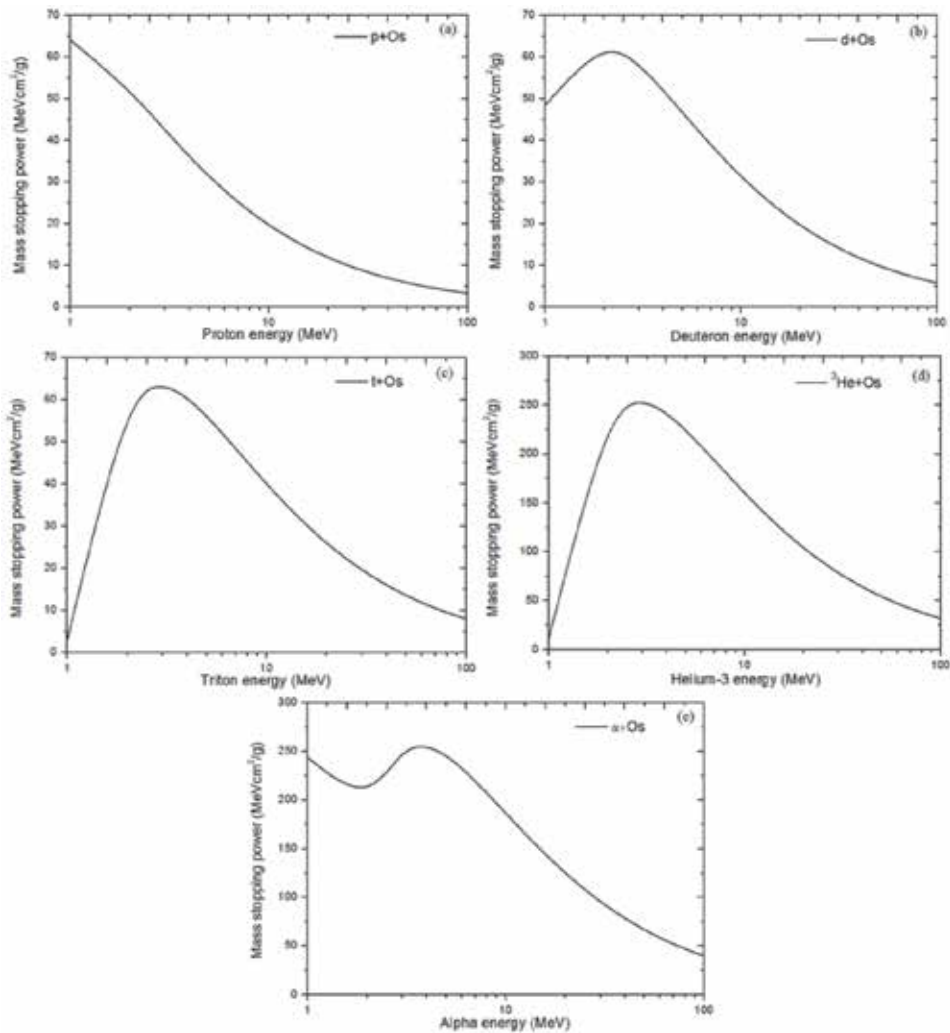 p+Os (a)
Mass stopping power (MeVcm²/g)
70
60
50
40
30
20
10
0
1 10 100
Proton energy (MeV)
d+Os (b)
Mass stopping power (MeVcm²/g)
70
60
50
40
30
20
10
0
1 10 100
Deuteron energy (MeV)
t+Os (c)
Mass stopping power (MeVcm²/g)
70
60
50
40
30
20
10
0
1 10 100
Triton energy (MeV)
³He+Os (d)
Mass stopping power (MeVcm²/g)
300
250
200
150
100
50
0
1 10 100
Helium-3 energy (MeV)
α+Os (e)
Mass stopping power (MeVcm²/g)
300
250
200
150
100
50
0
1 10 100
Alpha energy (MeV)